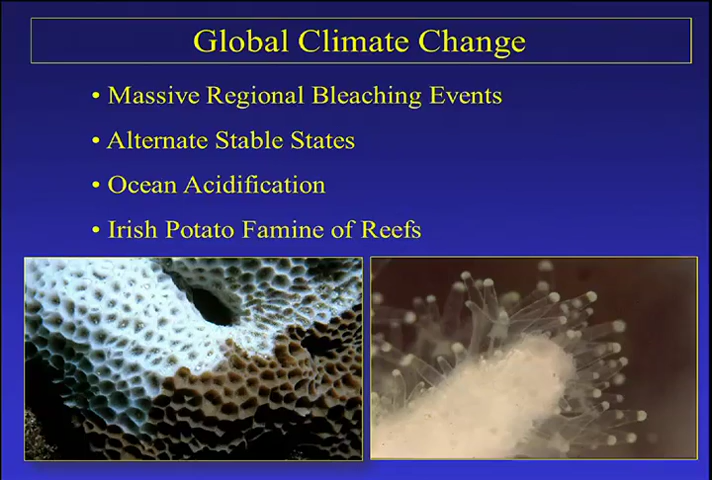 Global Climate Change
• Massive Regional Bleaching Events
• Alternate Stable States
• Ocean Acidification
• Irish Potato Famine of Reefs